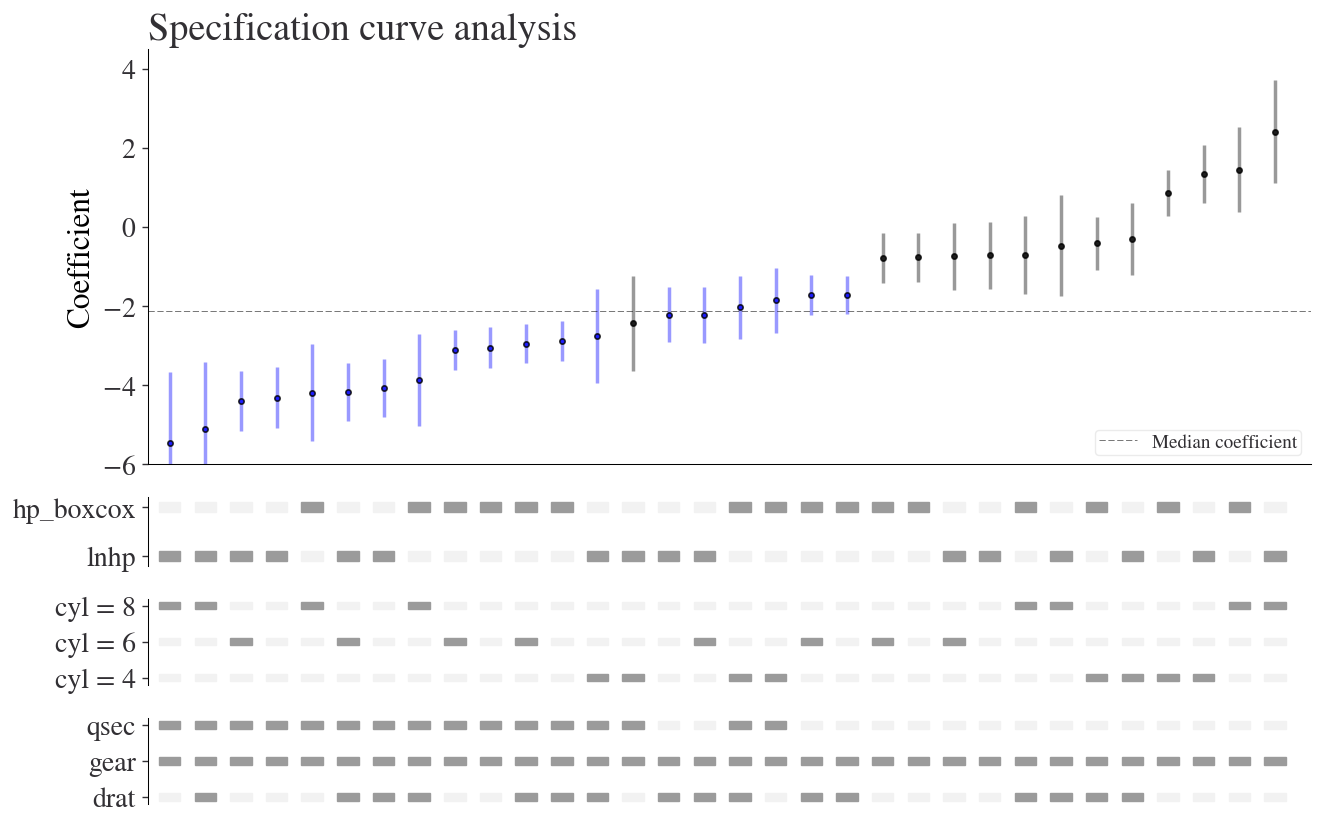 Specification curve analysis
4
2
0
−2
−4
−6
Coefficient
Median coefficient
hp_boxcox
lnhp
cyl = 8
cyl = 6
cyl = 4
qsec
gear
drat